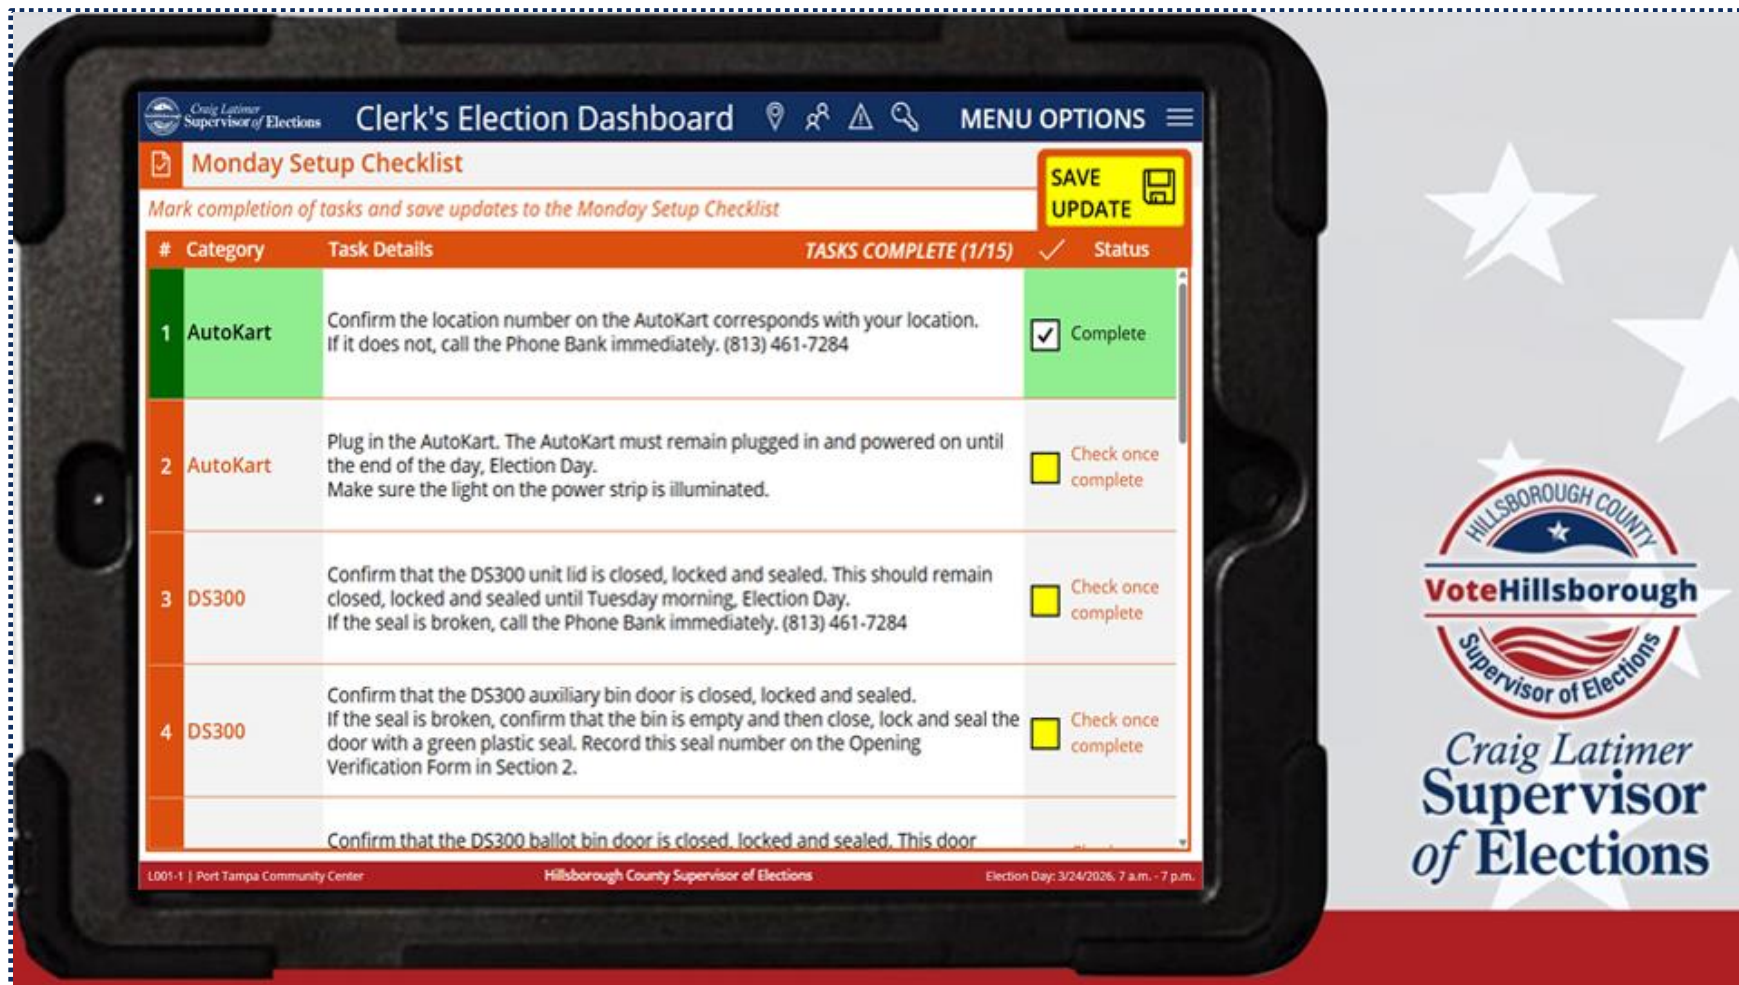 Craig Latimer
Supervisor of Elections
Clerk's Election Dashboard
MENU OPTIONS
Monday Setup Checklist
SAVE
UPDATE
Mark completion of tasks and save updates to the Monday Setup Checklist
# Category Task Details TASKS COMPLETE (1/15) Status
1 AutoKart
Confirm the location number on the AutoKart corresponds with your location.
If it does not, call the Phone Bank immediately. (813) 461-7284
Complete
2 AutoKart
Plug in the AutoKart. The AutoKart must remain plugged in and powered on until
the end of the day, Election Day.
Make sure the light on the power strip is illuminated.
Check once
complete
3 DS300
Confirm that the DS300 unit lid is closed, locked and sealed. This should remain
closed, locked and sealed until Tuesday morning, Election Day.
If the seal is broken, call the Phone Bank immediately. (813) 461-7284
Check once
complete
4 DS300
Confirm that the DS300 auxiliary bin door is closed, locked and sealed.
If the seal is broken, confirm that the bin is empty and then close, lock and seal the
door with a green plastic seal. Record this seal number on the Opening
Verification Form in Section 2.
Check once
complete
Confirm that the DS300 ballot bin door is closed, locked and sealed. This door
L001-1 | Port Tampa Community Center
Hillsborough County Supervisor of Elections
Election Day: 3/24/2026, 7 a.m. - 7 p.m.
HILLSBOROUGH COUNTY
VoteHillsborough
Supervisor of Elections
Craig Latimer
Supervisor
of Elections